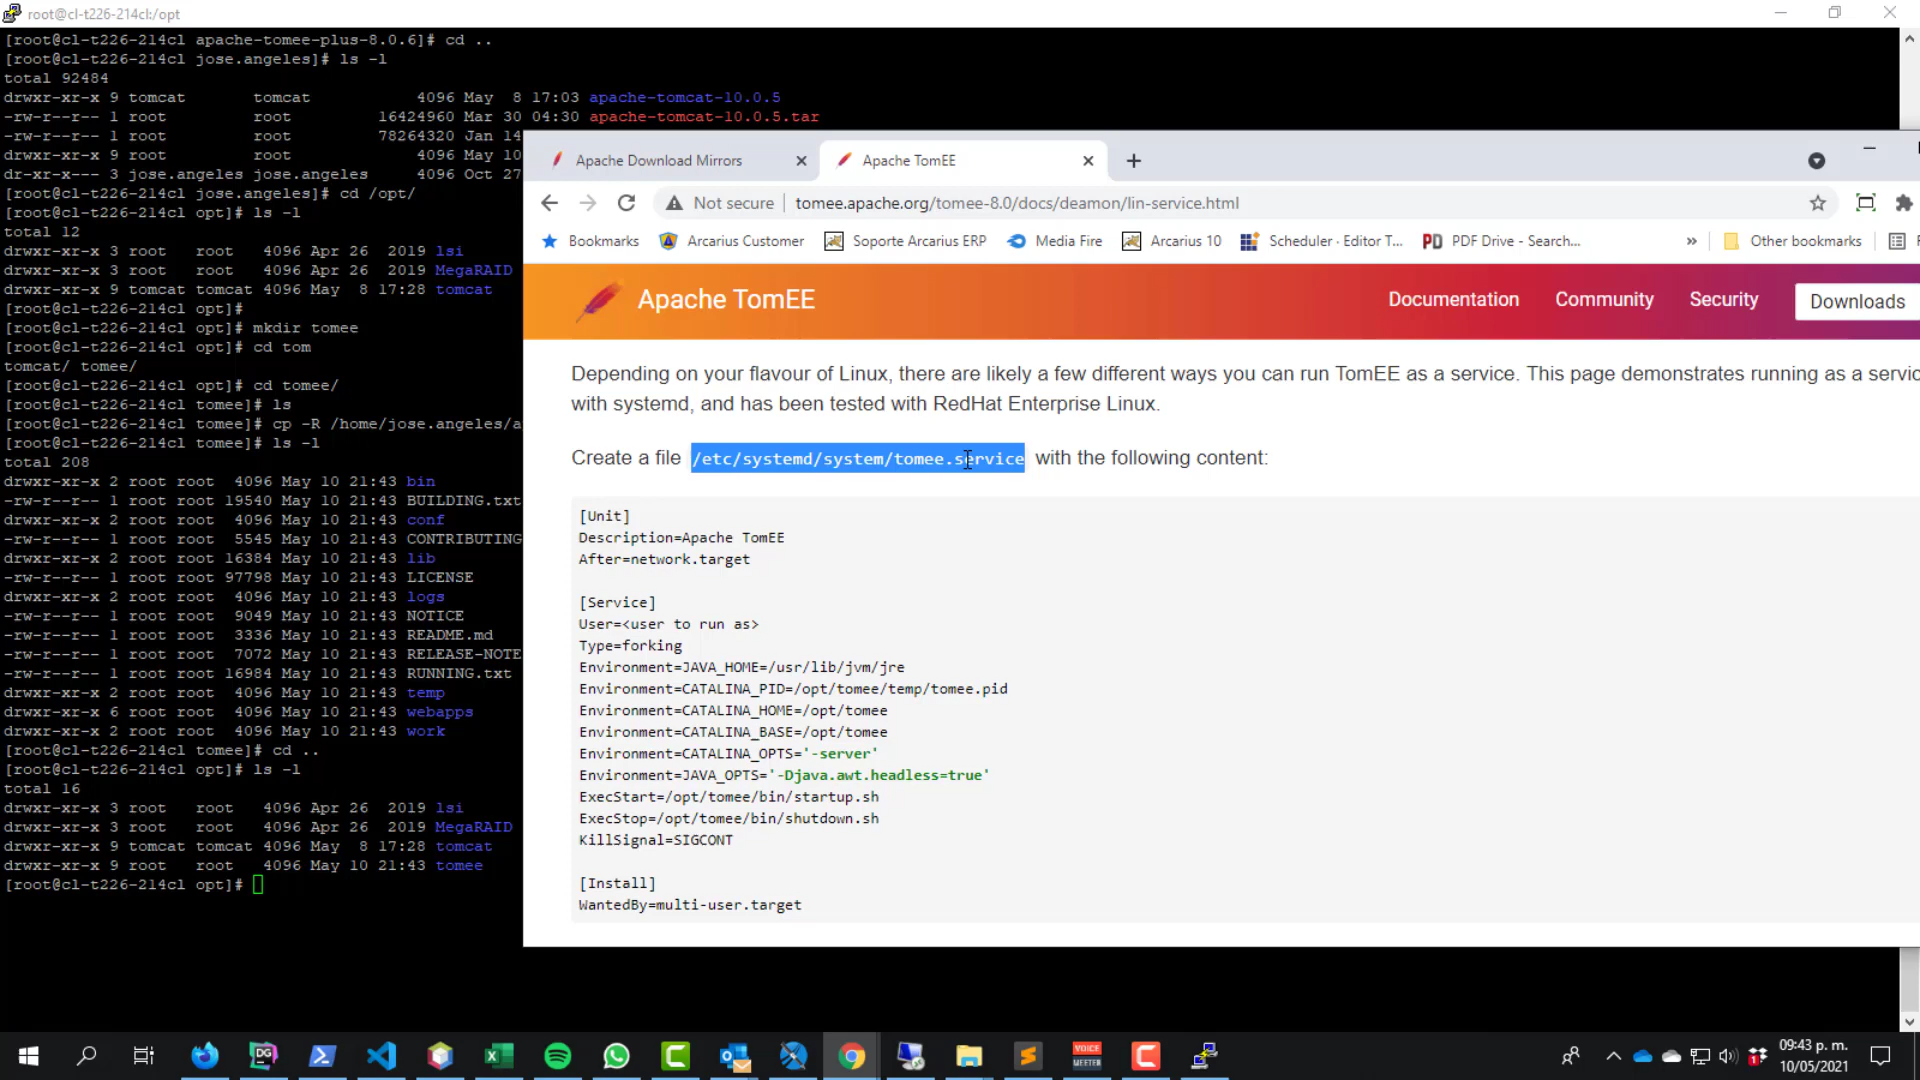 root@cl-t226-214cl:/opt
[root@cl-t226-214cl apache-tomee-plus-8.0.6]# cd ..
[root@cl-t226-214cl jose.angeles]# ls -l
total 92484
drwxr-xr-x 9 tomcat tomcat 4096 May 8 17:03 apache-tomcat-10.0.5
-rw-r--r-- 1 root root 16424960 Mar 30 04:30 apache-tomcat-10.0.5.tar
-rw-r--r-- 1 root root 78264320 Jan 14
drwxr-xr-x 9 root root 4096 May 10
dr-xr-x--- 3 jose.angeles jose.angeles 4096 Oct 27
[root@cl-t226-214cl jose.angeles]# cd /opt/
[root@cl-t226-214cl opt]# ls -l
total 12
drwxr-xr-x 3 root root 4096 Apr 26 2019 lsi
drwxr-xr-x 3 root root 4096 Apr 26 2019 MegaRAID
drwxr-xr-x 9 tomcat tomcat 4096 May 8 17:28 tomcat
[root@cl-t226-214cl opt]#
[root@cl-t226-214cl opt]# mkdir tomee
[root@cl-t226-214cl opt]# cd tom
tomcat/ tomee/
[root@cl-t226-214cl opt]# cd tomee/
[root@cl-t226-214cl tomee]# ls
[root@cl-t226-214cl tomee]# cp -R /home/jose.angeles/a
[root@cl-t226-214cl tomee]# ls -l
total 208
drwxr-xr-x 2 root root 4096 May 10 21:43 bin
-rw-r--r-- 1 root root 19540 May 10 21:43 BUILDING.txt
drwxr-xr-x 2 root root 4096 May 10 21:43 conf
-rw-r--r-- 1 root root 5545 May 10 21:43 CONTRIBUTING
drwxr-xr-x 2 root root 16384 May 10 21:43 lib
-rw-r--r-- 1 root root 97798 May 10 21:43 LICENSE
drwxr-xr-x 2 root root 4096 May 10 21:43 logs
-rw-r--r-- 1 root root 9049 May 10 21:43 NOTICE
-rw-r--r-- 1 root root 3336 May 10 21:43 README.md
-rw-r--r-- 1 root root 7072 May 10 21:43 RELEASE-NOTE
-rw-r--r-- 1 root root 16984 May 10 21:43 RUNNING.txt
drwxr-xr-x 2 root root 4096 May 10 21:43 temp
drwxr-xr-x 6 root root 4096 May 10 21:43 webapps
drwxr-xr-x 2 root root 4096 May 10 21:43 work
[root@cl-t226-214cl tomee]# cd ..
[root@cl-t226-214cl opt]# ls -l
total 16
drwxr-xr-x 3 root root 4096 Apr 26 2019 lsi
drwxr-xr-x 3 root root 4096 Apr 26 2019 MegaRAID
drwxr-xr-x 9 tomcat tomcat 4096 May 8 17:28 tomcat
drwxr-xr-x 9 root root 4096 May 10 21:43 tomee
[root@cl-t226-214cl opt]#
Apache Download Mirrors
Apache TomEE
Not secure
tomee.apache.org/tomee-8.0/docs/deamon/lin-service.html
Bookmarks Arcarius Customer Soporte Arcarius ERP Media Fire Arcarius 10 Scheduler · Editor T... PD PDF Drive - Search... » Other bookmarks
Apache TomEE
Documentation Community Security Downloads
Depending on your flavour of Linux, there are likely a few different ways you can run TomEE as a service. This page demonstrates running as a servic
with systemd, and has been tested with RedHat Enterprise Linux.
Create a file /etc/systemd/system/tomee.service with the following content:
[Unit]
Description=Apache TomEE
After=network.target
[Service]
User=<user to run as>
Type=forking
Environment=JAVA_HOME=/usr/lib/jvm/jre
Environment=CATALINA_PID=/opt/tomee/temp/tomee.pid
Environment=CATALINA_HOME=/opt/tomee
Environment=CATALINA_BASE=/opt/tomee
Environment=CATALINA_OPTS='-server'
Environment=JAVA_OPTS='-Djava.awt.headless=true'
ExecStart=/opt/tomee/bin/startup.sh
ExecStop=/opt/tomee/bin/shutdown.sh
KillSignal=SIGCONT
[Install]
WantedBy=multi-user.target
DG
VOICE
MEETER
09:43 p. m.
10/05/2021